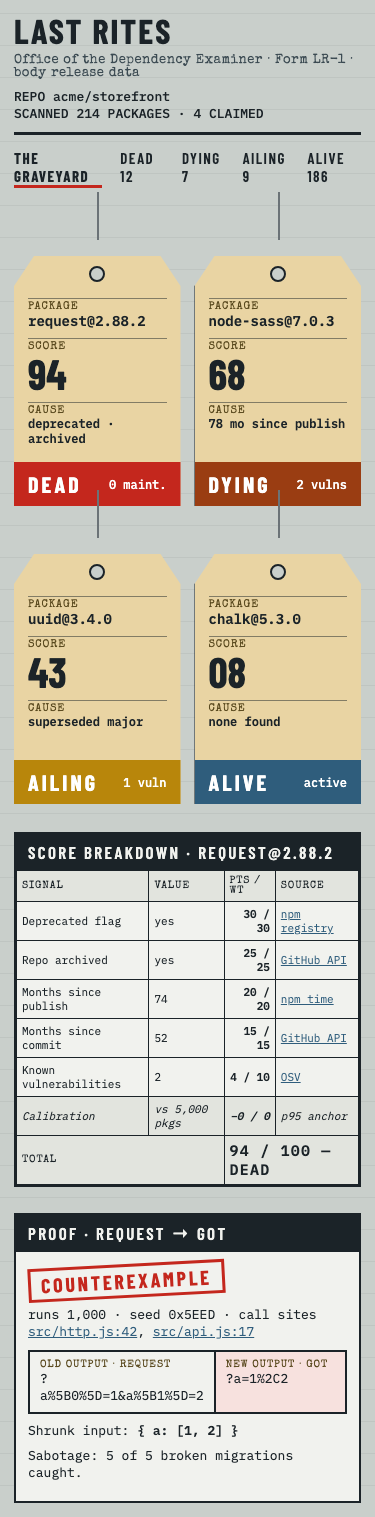 LAST RITES
Office of the Dependency Examiner · Form LR-1 ·
body release data
REPO acme/storefront
SCANNED 214 PACKAGES · 4 CLAIMED
THE GRAVEYARD
DEAD 12
DYING 7
AILING 9
ALIVE 186
PACKAGE
request@2.88.2
SCORE
94
CAUSE
deprecated ·
archived
DEAD 0 maint.
PACKAGE
node-sass@7.0.3
SCORE
68
CAUSE
78 mo since publish
DYING 2 vulns
PACKAGE
uuid@3.4.0
SCORE
43
CAUSE
superseded major
AILING 1 vuln
PACKAGE
chalk@5.3.0
SCORE
08
CAUSE
none found
ALIVE active
SCORE BREAKDOWN · REQUEST@2.88.2
SIGNAL VALUE PTS / WT SOURCE
Deprecated flag yes 30 / 30 npm registry
Repo archived yes 25 / 25 GitHub API
Months since publish 74 20 / 20 npm time
Months since commit 52 15 / 15 GitHub API
Known vulnerabilities 2 4 / 10 OSV
Calibration vs 5,000 pkgs −0 / 0 p95 anchor
TOTAL 94 / 100 — DEAD
PROOF · REQUEST → GOT
COUNTEREXAMPLE
runs 1,000 · seed 0x5EED · call sites
src/http.js:42, src/api.js:17
OLD OUTPUT · REQUEST
?
a%5B0%5D=1&a%5B1%5D=2
NEW OUTPUT · GOT
?a=1%2C2
Shrunk input: { a: [1, 2] }
Sabotage: 5 of 5 broken migrations
caught.